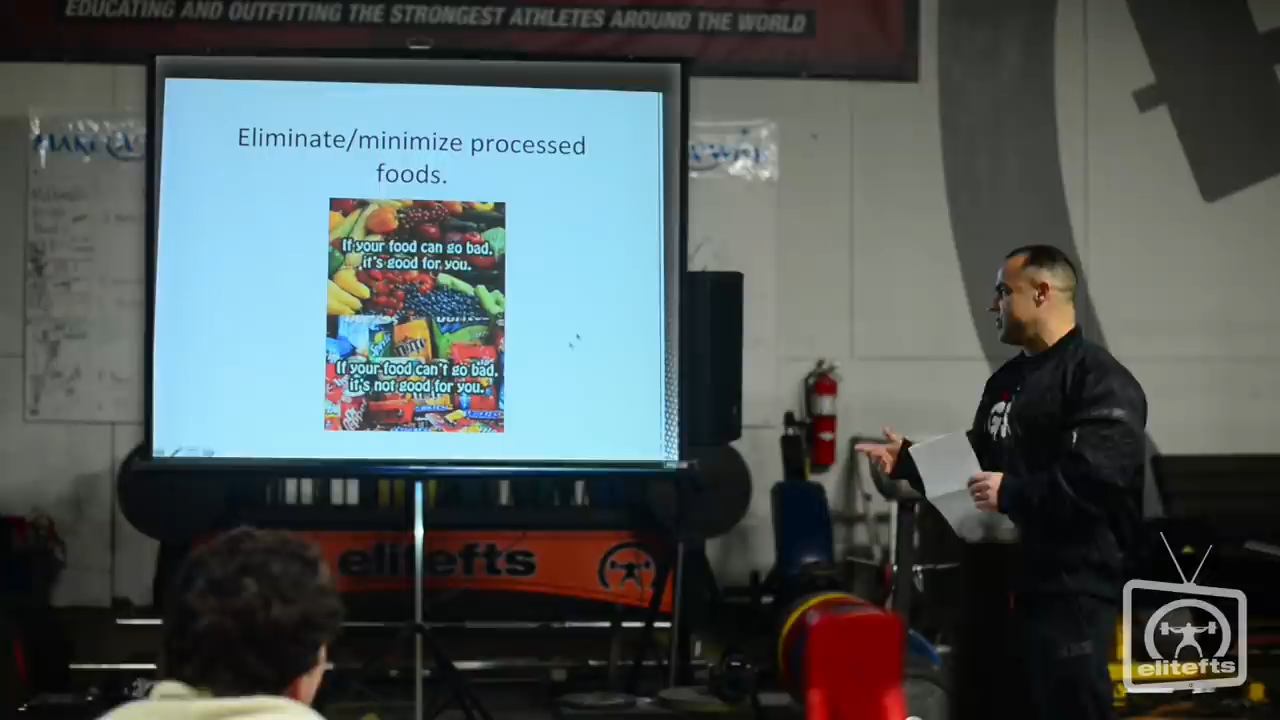 EDUCATING AND OUTFITTING THE STRONGEST ATHLETES AROUND THE WORLD
Eliminate/minimize processed
foods.
If your food can go bad,
it's good for you.
If your food can't go bad,
it's not good for you.
elitefts
elitefts